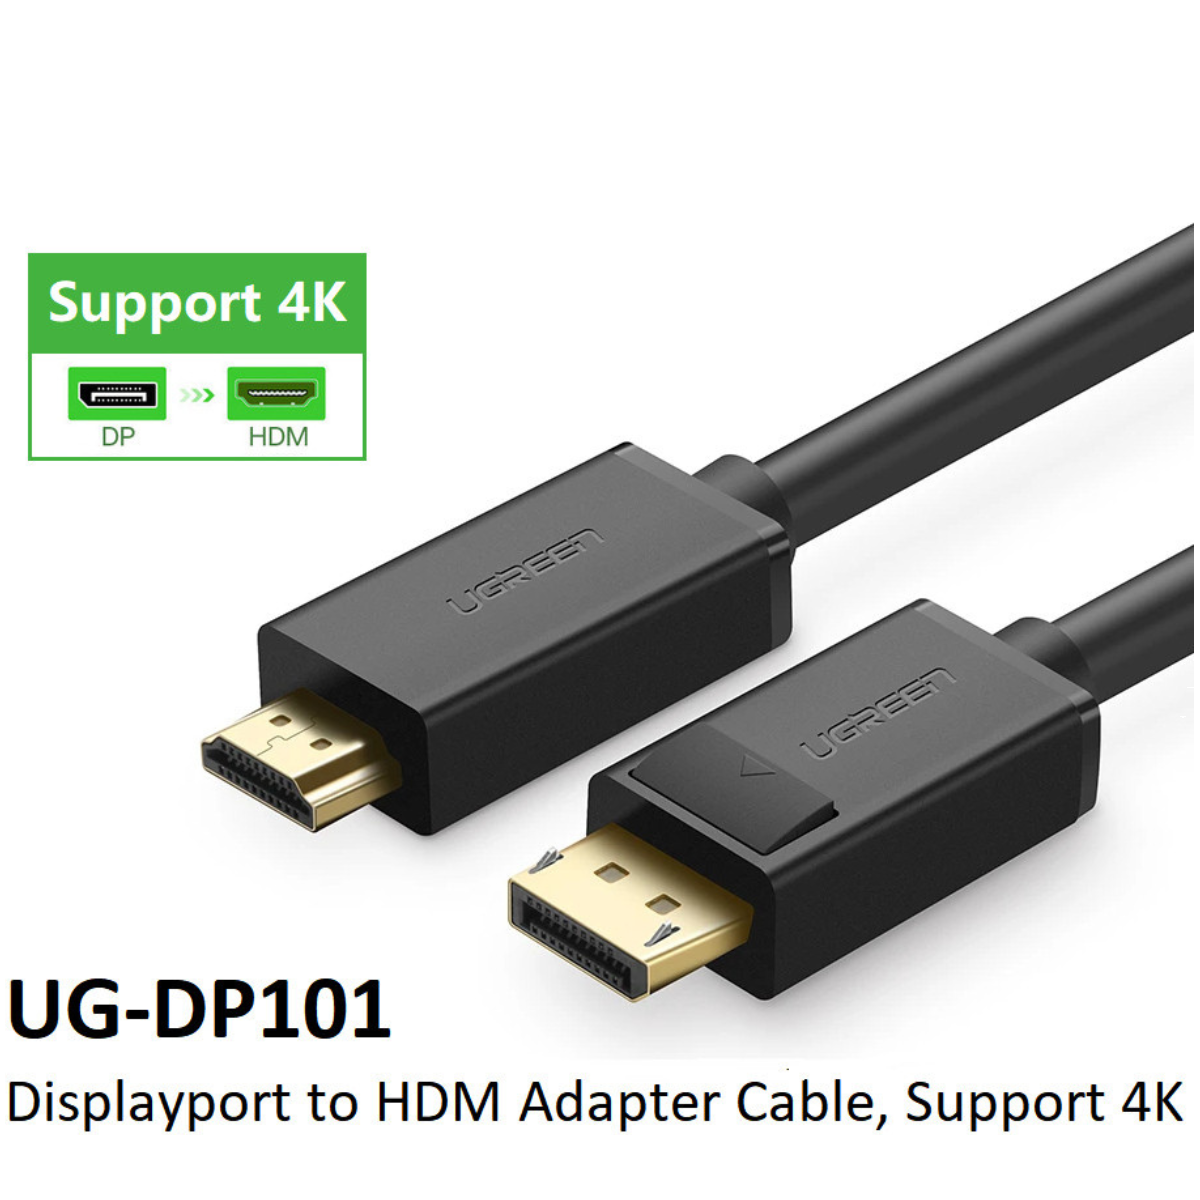 Support 4K
DP
HDM
UGREEN
UGREEN
UG-DP101
Displayport to HDM Adapter Cable, Support 4K